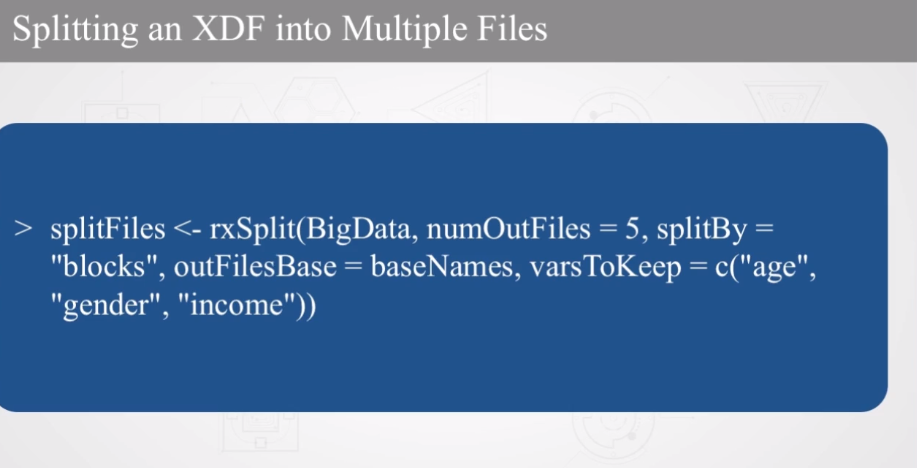 Splitting an XDF into Multiple Files
> splitFiles <- rxSplit(BigData, numOutFiles = 5, splitBy =
"blocks", outFilesBase = baseNames, varsToKeep = c("age",
"gender", "income"))